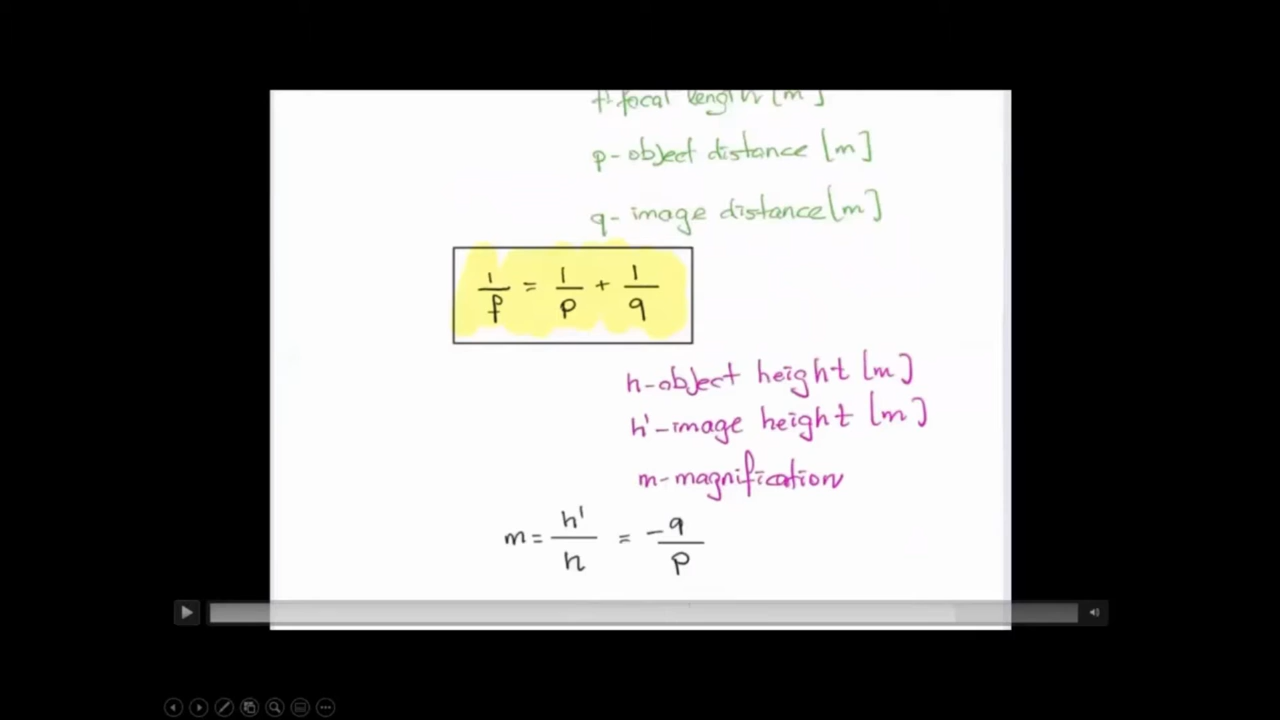 f-focal length [m]
p-object distance [m]
q-image distance [m]
1/f = 1/p + 1/q
h-object height [m]
h'-image height [m]
m-magnification
m = h'/h = -q/p